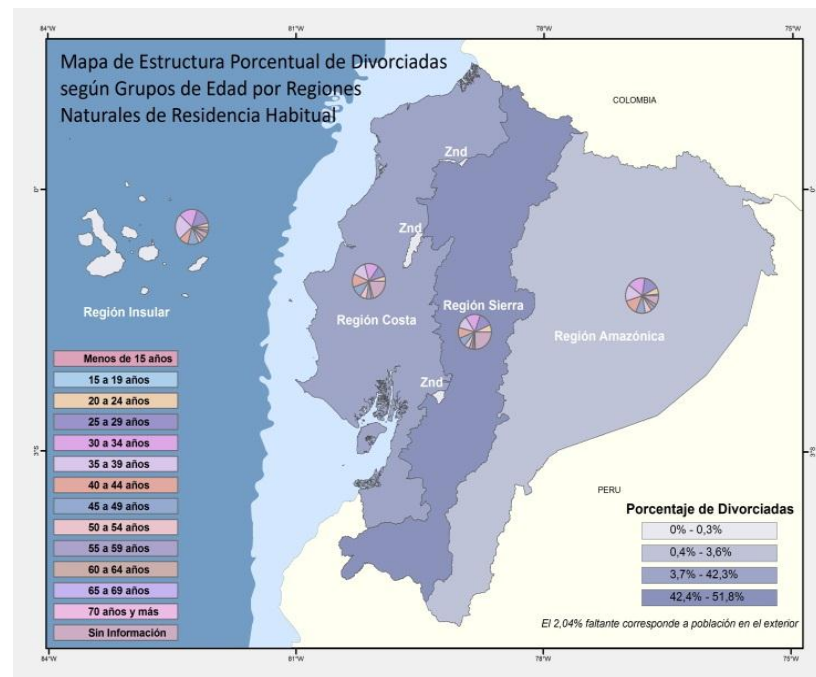 84°W
81°W
78°W
75°W
Mapa de Estructura Porcentual de Divorciadas
según Grupos de Edad por Regiones
Naturales de Residencia Habitual
COLOMBIA
Znd
0°
0°
Znd
Región Insular
Región Costa
Región Sierra
Región Amazónica
Menos de 15 años
15 a 19 años
20 a 24 años
25 a 29 años
30 a 34 años
35 a 39 años
40 a 44 años
45 a 49 años
50 a 54 años
55 a 59 años
60 a 64 años
65 a 69 años
70 años y más
Sin Información
Znd
3°S
3°S
PERU
Porcentaje de Divorciadas
0% - 0,3%
0,4% - 3,6%
3,7% - 42,3%
42,4% - 51,8%
El 2,04% faltante corresponde a población en el exterior
84°W
81°W
78°W
75°W